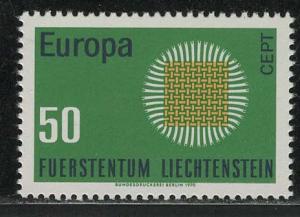 Europa
CEPT
50
FUERSTENTUM LIECHTENSTEIN
BUNDESDRUCKEREI BERLIN 1970